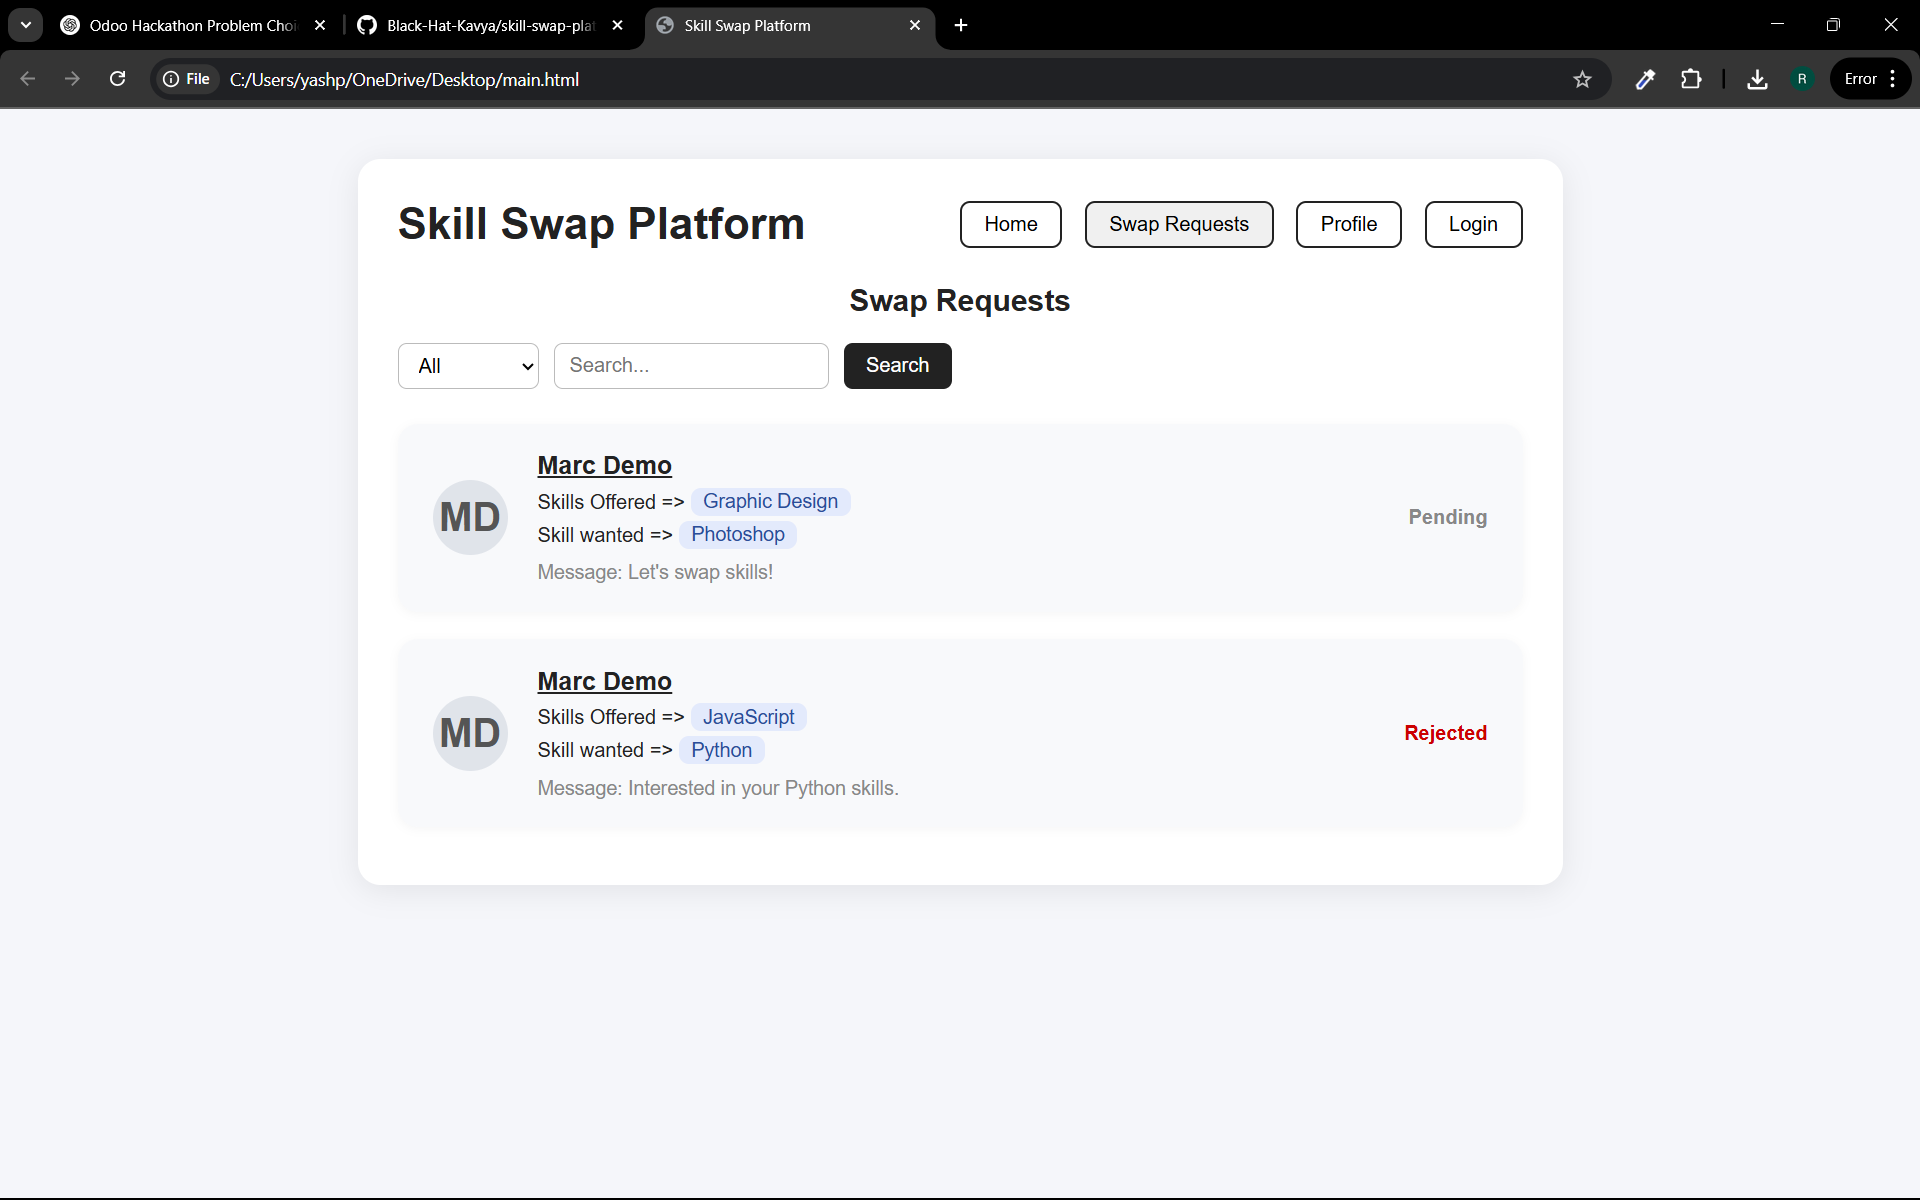 Odoo Hackathon Problem Choi
Black-Hat-Kavya/skill-swap-plat
Skill Swap Platform
File
C:/Users/yashp/OneDrive/Desktop/main.html
R
Error
Skill Swap Platform
Home
Swap Requests
Profile
Login
Swap Requests
All
Search...
Search
MD
Marc Demo
Skills Offered => Graphic Design
Skill wanted => Photoshop
Message: Let's swap skills!
Pending
MD
Marc Demo
Skills Offered => JavaScript
Skill wanted => Python
Message: Interested in your Python skills.
Rejected